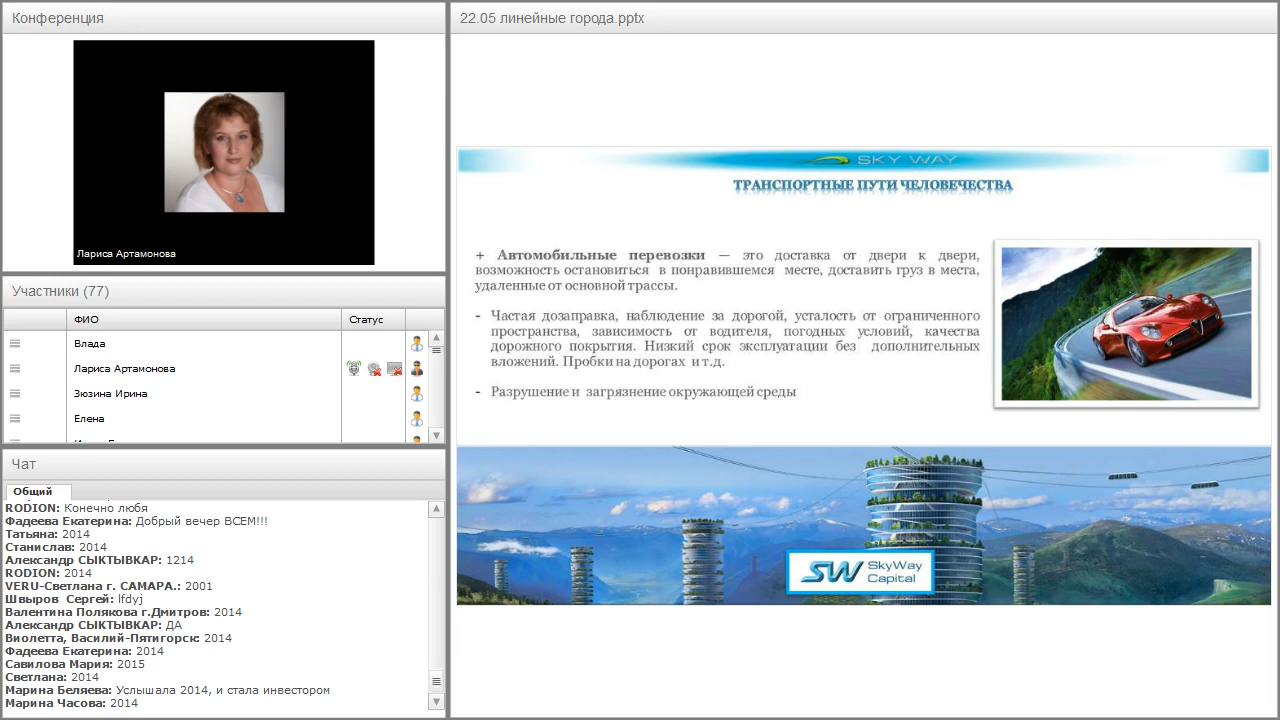 Конференция
Лариса Артамонова
Участники (77)
ФИО Статус
Влада
Лариса Артамонова
Зюзина Ирина
Елена
Чат
Общий
RODION: Конечно любя
Фадеева Екатерина: Добрый вечер ВСЕМ!!!
Татьяна: 2014
Станислав: 2014
Александр СЫКТЫВКАР: 1214
RODION: 2014
VERU-Светлана г. САМАРА.: 2001
Швыров Сергей: lfdyj
Валентина Полякова г.Дмитров: 2014
Александр СЫКТЫВКАР: ДА
Виолетта, Василий-Пятигорск: 2014
Фадеева Екатерина: 2014
Савилова Мария: 2015
Светлана: 2014
Марина Беляева: Услышала 2014, и стала инвестором
Марина Часова: 2014
22.05 линейные города.pptx
SKY WAY
ТРАНСПОРТНЫЕ ПУТИ ЧЕЛОВЕЧЕСТВА
+ Автомобильные перевозки — это доставка от двери к двери,
возможность остановиться в понравившемся месте, доставить груз в места,
удаленные от основной трассы.
- Частая дозаправка, наблюдение за дорогой, усталость от ограниченного
пространства, зависимость от водителя, погодных условий, качества
дорожного покрытия. Низкий срок эксплуатации без дополнительных
вложений. Пробки на дорогах и т.д.
- Разрушение и загрязнение окружающей среды
SW SkyWay
Capital